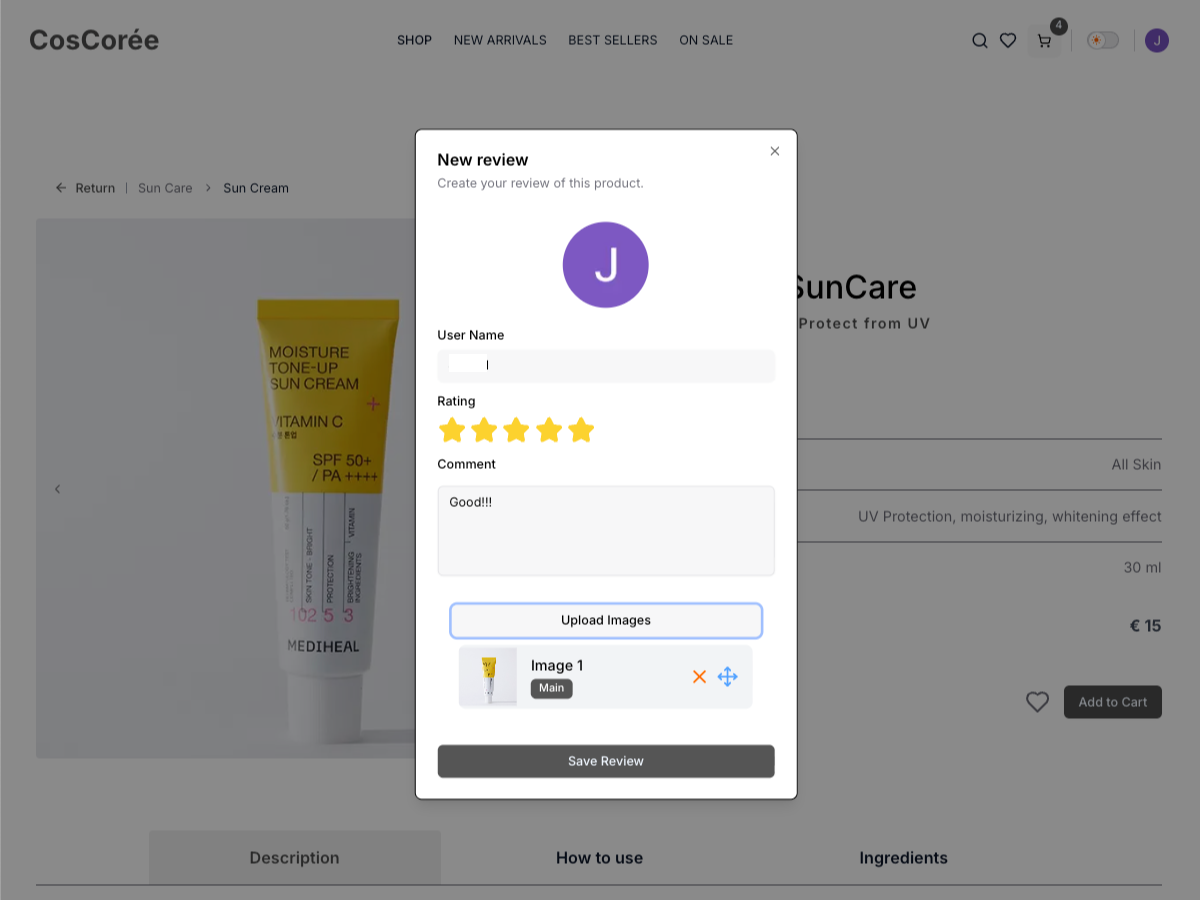 CosCorée
SHOP NEW ARRIVALS BEST SELLERS ON SALE
4
J
Return | Sun Care > Sun Cream
MOISTURE
TONE-UP
SUN CREAM
VITAMIN C
톤업
SPF 50+
/ PA ++++
SKIN TONE - BRIGHT
PROTECTION
BRIGHTENING VITAMIN
INGREDIENTS
102 5 3
MEDIHEAL
New review
Create your review of this product.
J
User Name
Rating
Comment
Good!!!
Upload Images
Image 1
Main
Save Review
SunCare
Protect from UV
All Skin
UV Protection, moisturizing, whitening effect
30 ml
€ 15
Add to Cart
Description How to use Ingredients